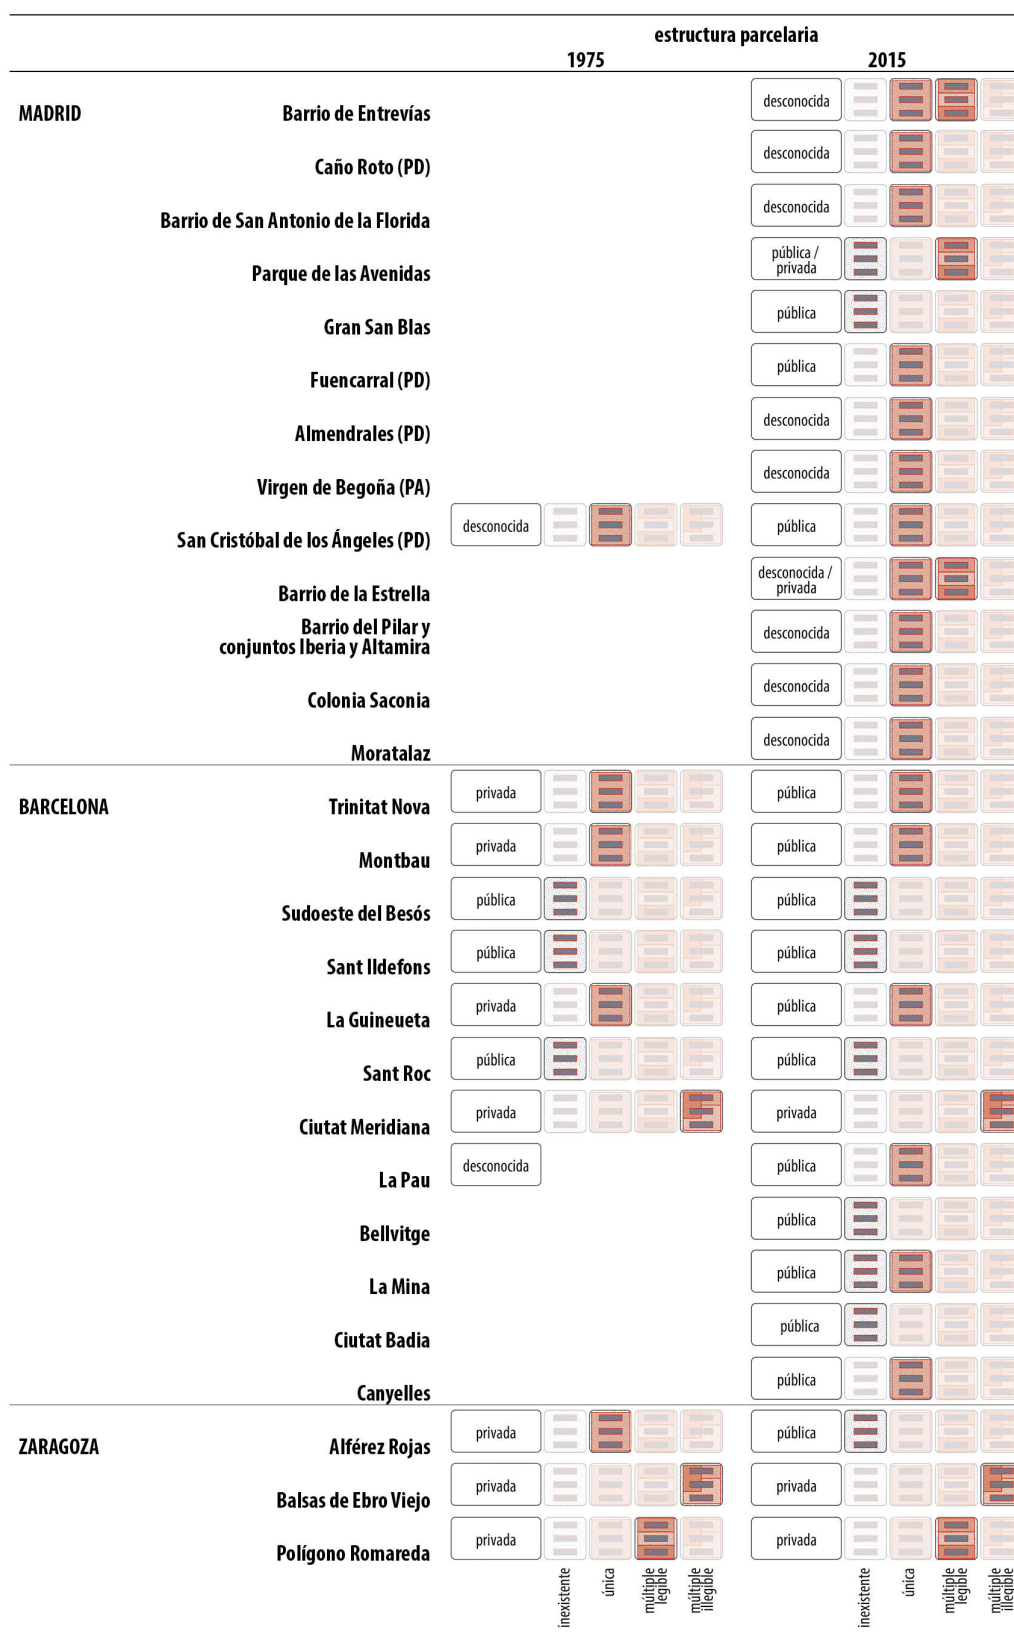 estructura parcelaria
1975 2015
MADRID Barrio de Entrevías desconocida
Caño Roto (PD) desconocida
Barrio de San Antonio de la Florida desconocida
Parque de las Avenidas pública /
privada
Gran San Blas pública
Fuencarral (PD) pública
Almendrales (PD) desconocida
Virgen de Begoña (PA) desconocida
San Cristóbal de los Ángeles (PD) desconocida pública
Barrio de la Estrella desconocida /
privada
Barrio del Pilar y
conjuntos Iberia y Altamira desconocida
Colonia Saconia desconocida
Moratalaz desconocida
BARCELONA Trinitat Nova privada pública
Montbau privada pública
Sudoeste del Besós pública pública
Sant Ildefons pública pública
La Guineueta privada pública
Sant Roc pública pública
Ciutat Meridiana privada privada
La Pau desconocida pública
Bellvitge pública
La Mina pública
Ciutat Badia pública
Canyelles pública
ZARAGOZA Alférez Rojas privada pública
Balsas de Ebro Viejo privada privada
Polígono Romareda privada privada
inexistente
única
múltiple
legible
múltiple
illegible
inexistente
única
múltiple
legible
múltiple
illegible